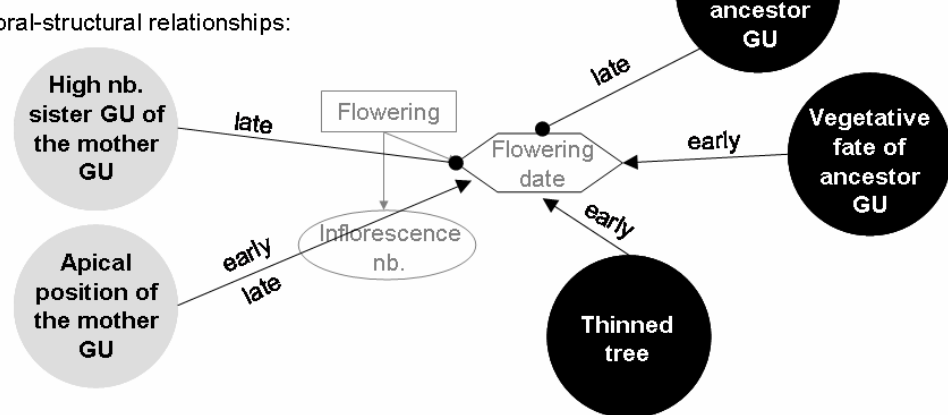 oral-structural relationships:
ancestor
GU
High nb.
sister GU of
the mother
GU
late
Flowering
late
Flowering
date
early
Vegetative
fate of
ancestor
GU
Inflorescence
nb.
early
late
early
Apical
position of
the mother
GU
Thinned
tree